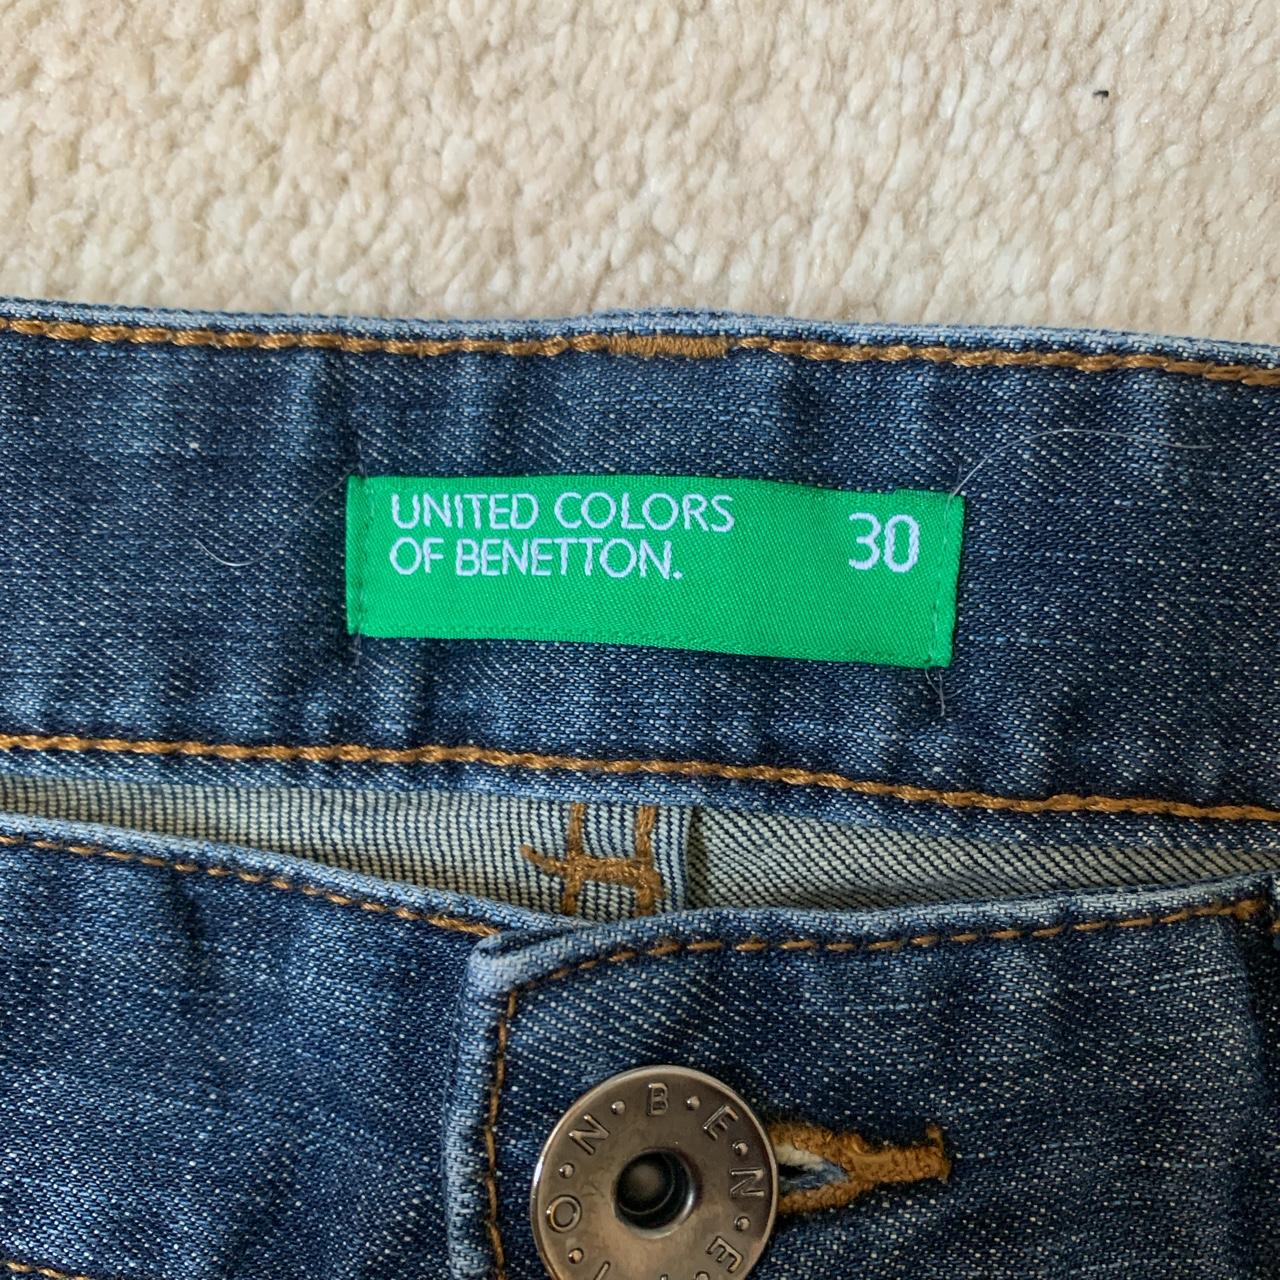 UNITED COLORS
OF BENETTON.
30
B·E·N·E
O·N